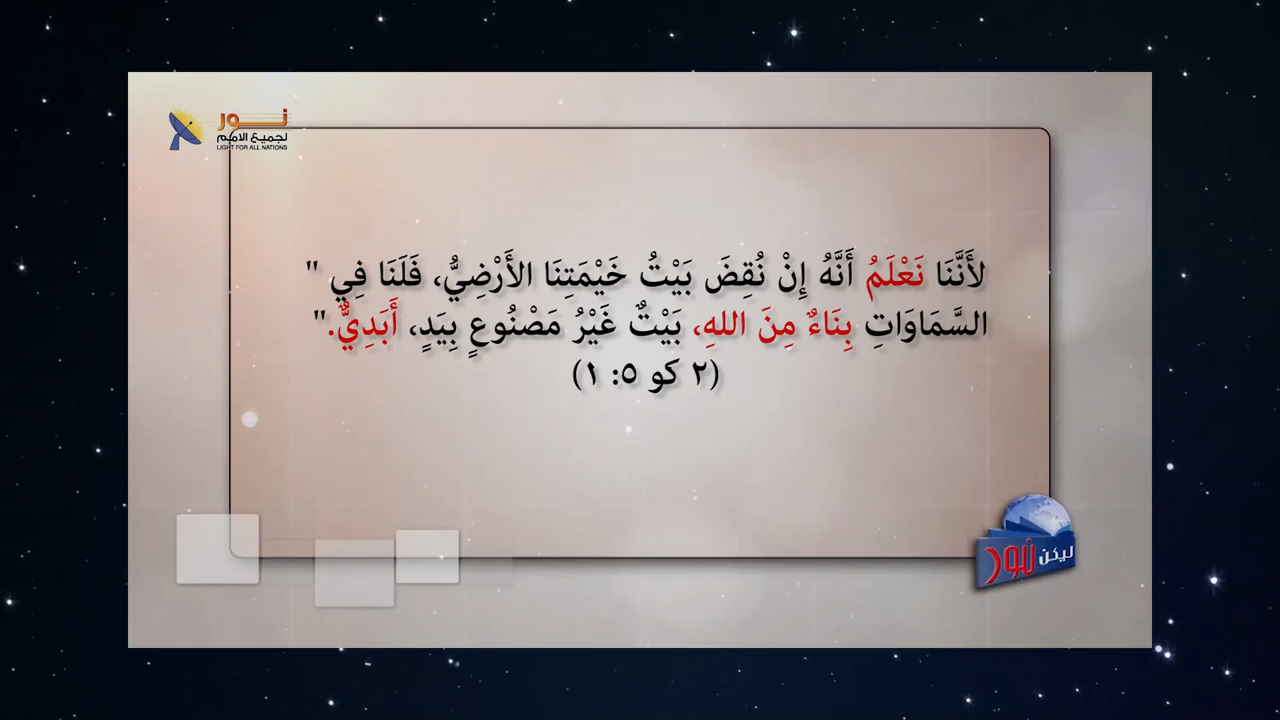 نـــور
لجميع الامم
LIGHT FOR ALL NATIONS
لأَنَّنَا نَعْلَمُ أَنَّهُ إِنْ نُقِضَ بَيْتُ خَيْمَتِنَا الأَرْضِيُّ، فَلَنَا فِي "
السَّمَاوَاتِ بِنَاءٌ مِنَ اللهِ، بَيْتٌ غَيْرُ مَصْنُوعٍ بِيَدٍ، أَبَدِيٌّ."
(٢ كو ٥: ١)
ليكن نور